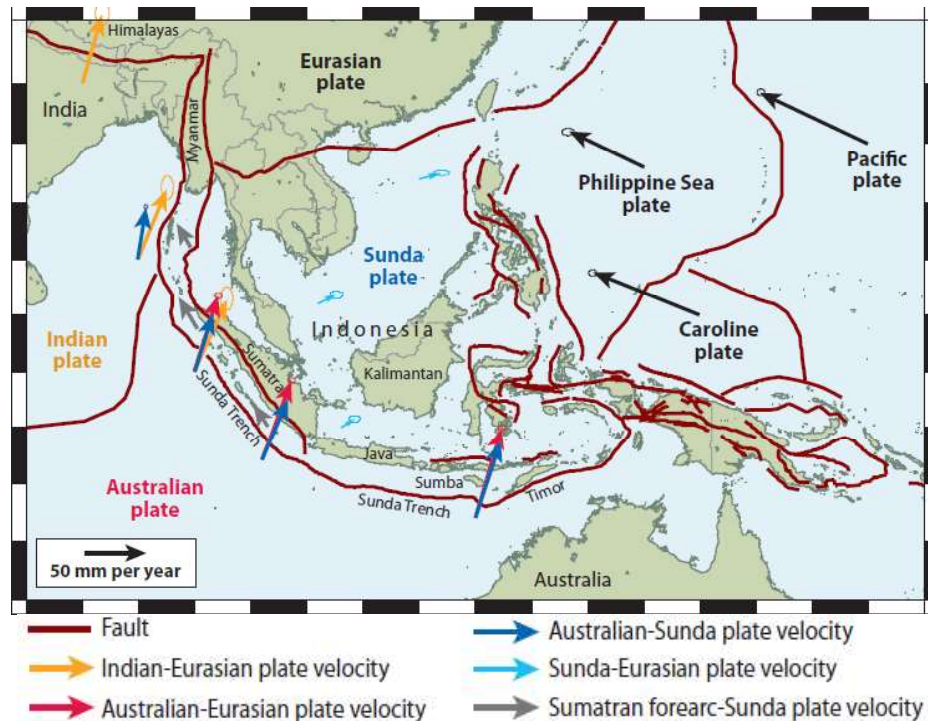 Himalayas
Eurasian
plate
India
Myanmar
Pacific
plate
Philippine Sea
plate
Sunda
plate
Indian
plate
Indonesia
Caroline
plate
Sumatra
Kalimantan
Sunda Trench
Java
Australian
plate
Sumba
Timor
Sunda Trench
50 mm per year
Australia
Fault
Australian-Sunda plate velocity
Indian-Eurasian plate velocity
Sunda-Eurasian plate velocity
Australian-Eurasian plate velocity
Sumatran forearc-Sunda plate velocity